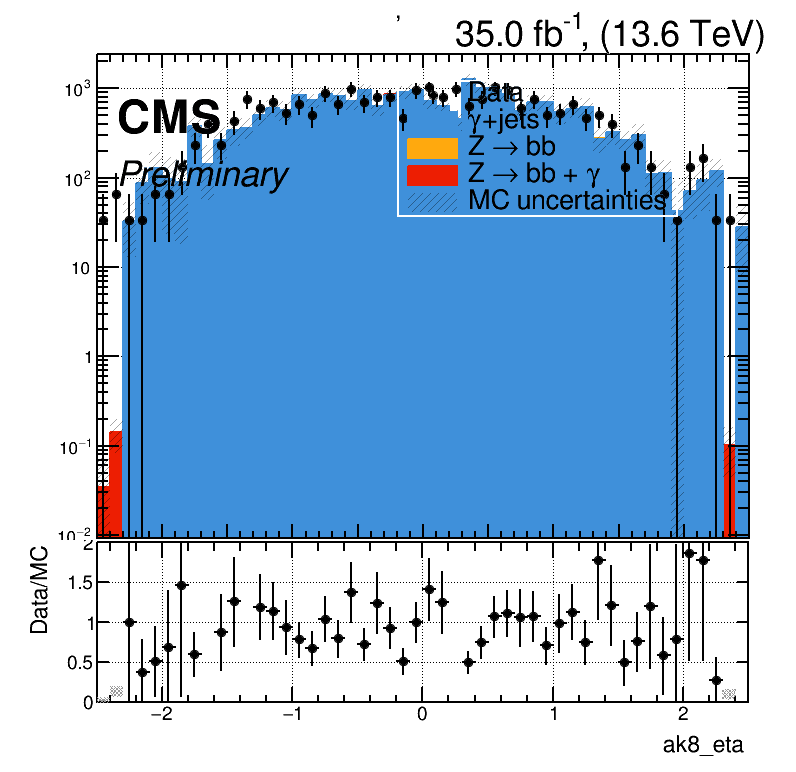 ,
35.0 fb-1, (13.6 TeV)
10³
CMS
Data
γ+jets
Z → bb
Preliminary
10²
Z → bb + γ
MC uncertainties
10
1
10−1
10−2
Data/MC
2
1.5
1
0.5
0
−2 −1 0 1 2
ak8_eta